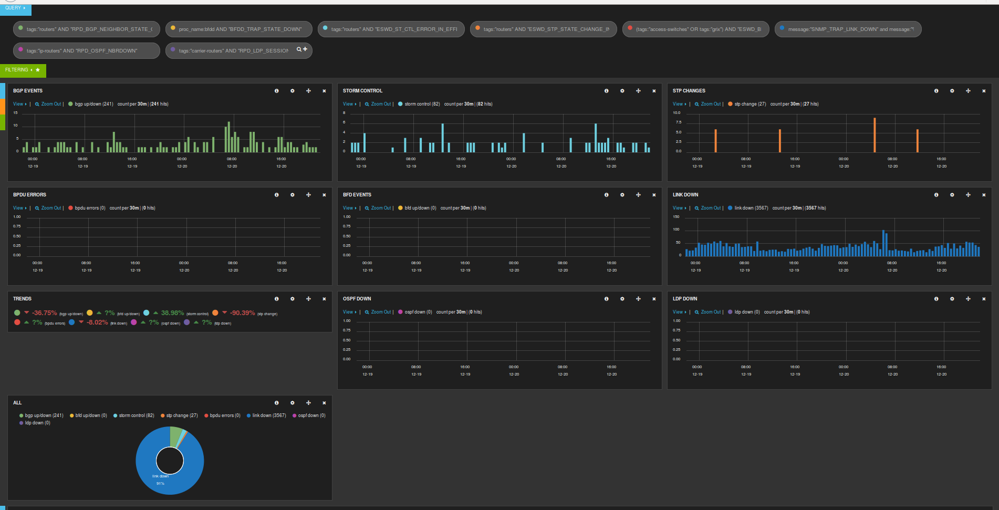 QUERY
tags:"routers" AND "RPD_BGP_NEIGHBOR_STATE_C
proc_name:bfdd AND "BFDD_TRAP_STATE_DOWN"
tags:"routers" AND "ESWD_ST_CTL_ERROR_IN_EFFI
tags:"routers" AND "ESWD_STP_STATE_CHANGE_IN
(tags:"access-switches" OR tags:"grix") AND "ESWD_B
message:"SNMP_TRAP_LINK_DOWN" and message:"
tags:"ip-routers" AND "RPD_OSPF_NBRDOWN"
tags:"carrier-routers" AND "RPD_LDP_SESSION
FILTERING
BGP EVENTS
View | Zoom Out | bgp up/down (241) count per 30m | (241 hits)
15
10
5
0
00:00 08:00 16:00 00:00 08:00 16:00
12-19 12-19 12-19 12-20 12-20 12-20
STORM CONTROL
View | Zoom Out | storm control (82) count per 30m | (82 hits)
8
6
4
2
0
00:00 08:00 16:00 00:00 08:00 16:00
12-19 12-19 12-19 12-20 12-20 12-20
STP CHANGES
View | Zoom Out | stp change (27) count per 30m | (27 hits)
10.0
7.5
5.0
2.5
0.0
00:00 08:00 16:00 00:00 08:00 16:00
12-19 12-19 12-19 12-20 12-20 12-20
BPDU ERRORS
View | Zoom Out | bpdu errors (0) count per 30m | (0 hits)
1.00
0.75
0.50
0.25
0.00
00:00 08:00 16:00 00:00 08:00 16:00
12-19 12-19 12-19 12-20 12-20 12-20
BFD EVENTS
View | Zoom Out | bfd up/down (0) count per 30m | (0 hits)
1.00
0.75
0.50
0.25
0.00
00:00 08:00 16:00 00:00 08:00 16:00
12-19 12-19 12-19 12-20 12-20 12-20
LINK DOWN
View | Zoom Out | link down (3567) count per 30m | (3567 hits)
150
100
50
0
00:00 08:00 16:00 00:00 08:00 16:00
12-19 12-19 12-19 12-20 12-20 12-20
TRENDS
-36.75% (bgp up/down) ?% (bfd up/down) 38.98% (storm control) -90.39% (stp change)
?% (bpdu errors) -8.02% (link down) ?% (ospf down) ?% (ldp down)
OSPF DOWN
View | Zoom Out | ospf down (0) count per 30m | (0 hits)
1.00
0.75
0.50
0.25
0.00
00:00 08:00 16:00 00:00 08:00 16:00
12-19 12-19 12-19 12-20 12-20 12-20
LDP DOWN
View | Zoom Out | ldp down (0) count per 30m | (0 hits)
1.00
0.75
0.50
0.25
0.00
00:00 08:00 16:00 00:00 08:00 16:00
12-19 12-19 12-19 12-20 12-20 12-20
ALL
bgp up/down (241) bfd up/down (0) storm control (82) stp change (27) bpdu errors (0) link down (3567) ospf down (0)
ldp down (0)
link down
91%